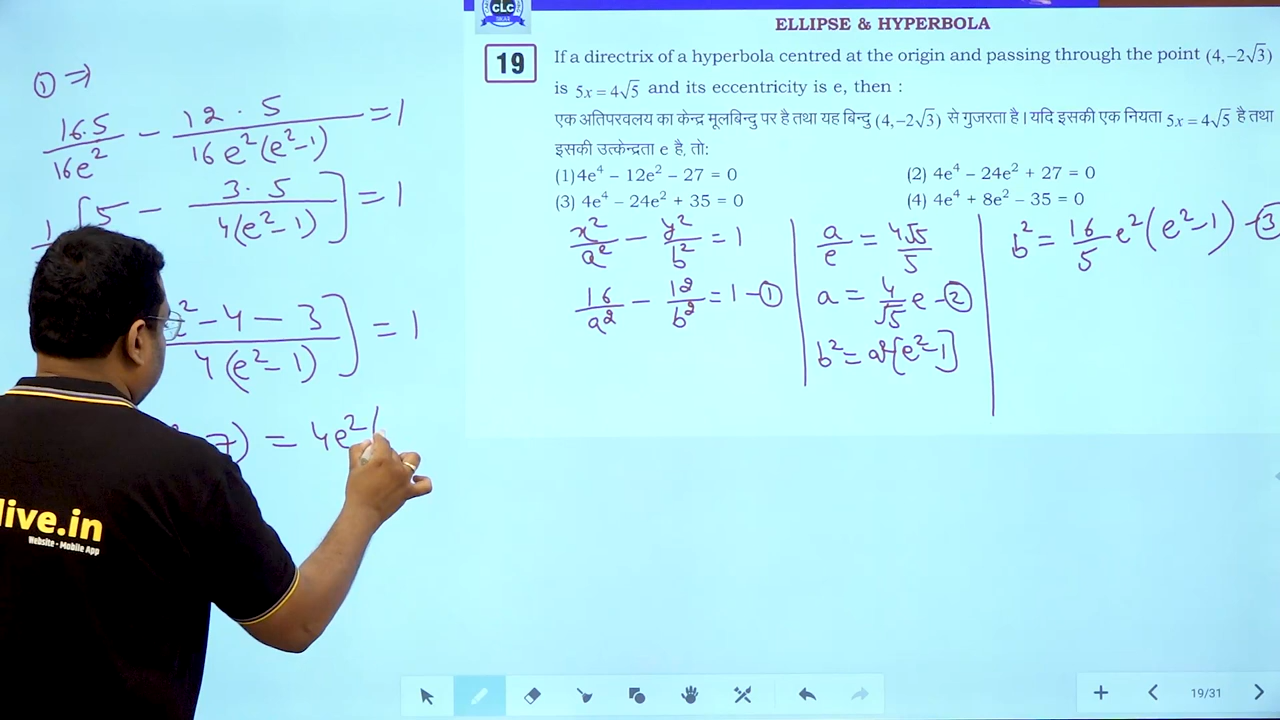 CLC
SIKAR
ELLIPSE & HYPERBOLA
19
If a directrix of a hyperbola centred at the origin and passing through the point (4, −2√3)
is 5x = 4√5 and its eccentricity is e, then :
एक अतिपरवलय का केन्द्र मूलबिन्दु पर है तथा यह बिन्दु (4, −2√3) से गुजरता है। यदि इसकी एक नियता 5x = 4√5 है तथा
इसकी उत्केन्द्रता e है, तो:
(1)4e⁴ − 12e² − 27 = 0
(2) 4e⁴ − 24e² + 27 = 0
(3) 4e⁴ − 24e² + 35 = 0
(4) 4e⁴ + 8e² − 35 = 0
x²/a² − y²/b² = 1
16/a² − 12/b² = 1 − ①
a/e = 4√5/5
a = 4/√5 e − ②
b² = a²[e²−1]
b² = 16/5 e²(e²−1) − ③
① ⇒
16·5/16e² − 12·5/16e²(e²−1) = 1
5 − 3·5/4(e²−1)] = 1
² − 4 − 3/4(e²−1)] = 1
7) = 4e²(
live.in
Website • Mobile App
19/31